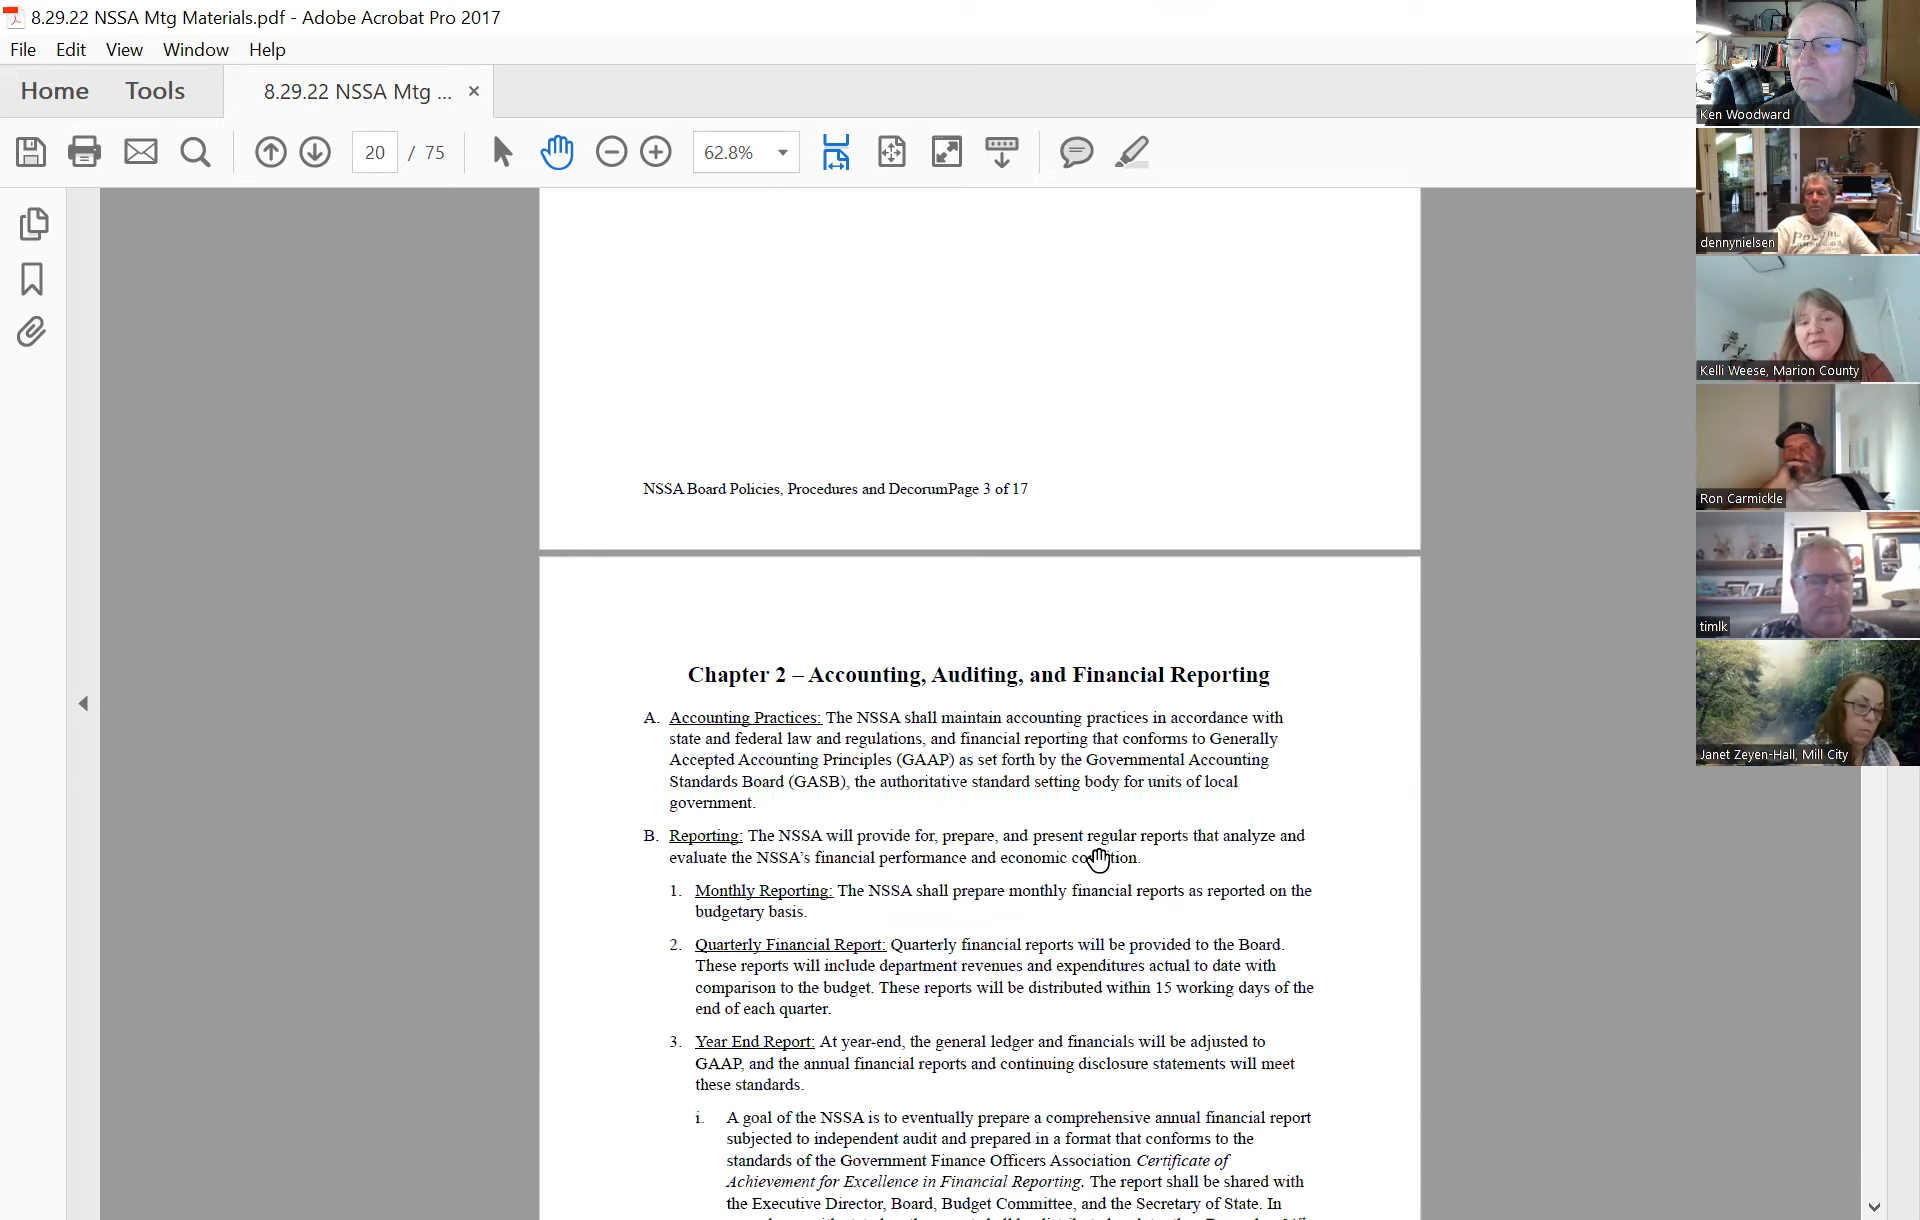 8.29.22 NSSA Mtg Materials.pdf - Adobe Acrobat Pro 2017
File Edit View Window Help
Home Tools 8.29.22 NSSA Mtg ... ×
20 / 75 62.8%
Ken Woodward
dennynielsen
Kelli Weese, Marion County
Ron Carmickle
timlk
Janet Zeyen-Hall, Mill City
NSSA Board Policies, Procedures and DecorumPage 3 of 17
Chapter 2 – Accounting, Auditing, and Financial Reporting
A. Accounting Practices: The NSSA shall maintain accounting practices in accordance with
state and federal law and regulations, and financial reporting that conforms to Generally
Accepted Accounting Principles (GAAP) as set forth by the Governmental Accounting
Standards Board (GASB), the authoritative standard setting body for units of local
government.
B. Reporting: The NSSA will provide for, prepare, and present regular reports that analyze and
evaluate the NSSA's financial performance and economic condition.
1. Monthly Reporting: The NSSA shall prepare monthly financial reports as reported on the
budgetary basis.
2. Quarterly Financial Report: Quarterly financial reports will be provided to the Board.
These reports will include department revenues and expenditures actual to date with
comparison to the budget. These reports will be distributed within 15 working days of the
end of each quarter.
3. Year End Report: At year-end, the general ledger and financials will be adjusted to
GAAP, and the annual financial reports and continuing disclosure statements will meet
these standards.
i. A goal of the NSSA is to eventually prepare a comprehensive annual financial report
subjected to independent audit and prepared in a format that conforms to the
standards of the Government Finance Officers Association Certificate of
Achievement for Excellence in Financial Reporting. The report shall be shared with
the Executive Director, Board, Budget Committee, and the Secretary of State. In